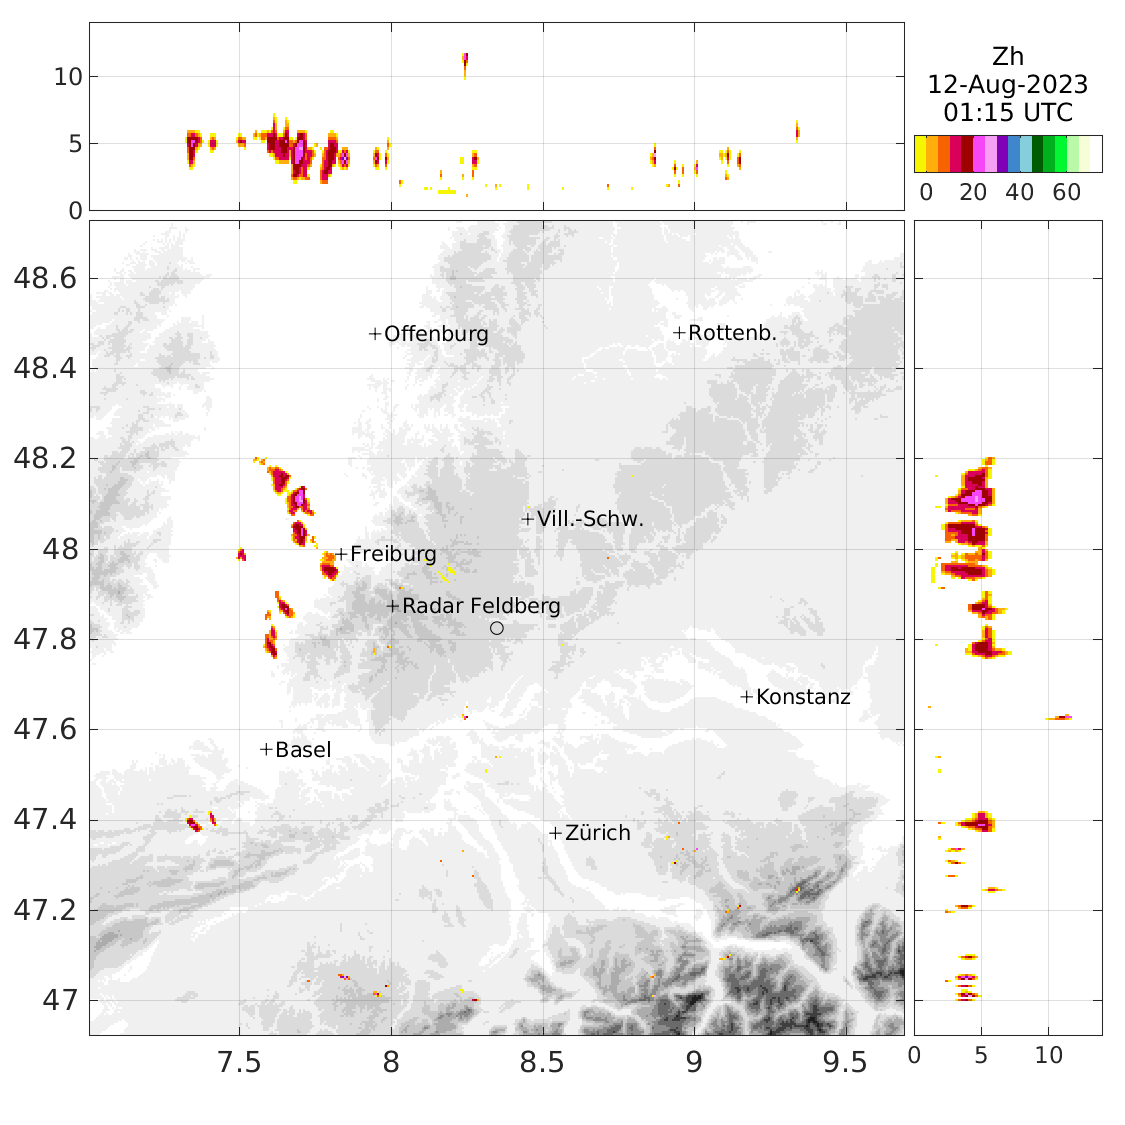 Zh
12-Aug-2023
01:15 UTC
0 20 40 60
10
5
0
48.6
48.4
48.2
48
47.8
47.6
47.4
47.2
47
+Offenburg
+Rottenb.
+Vill.-Schw.
+Freiburg
+Radar Feldberg
+Konstanz
+Basel
+Zürich
7.5 8 8.5 9 9.5
0 5 10